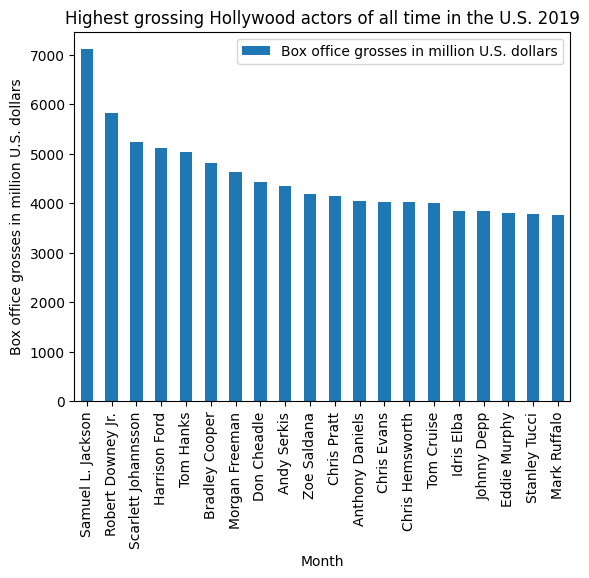 Highest grossing Hollywood actors of all time in the U.S. 2019
Box office grosses in million U.S. dollars
Box office grosses in million U.S. dollars
7000
6000
5000
4000
3000
2000
1000
0
Samuel L. Jackson
Robert Downey Jr.
Scarlett Johannsson
Harrison Ford
Tom Hanks
Bradley Cooper
Morgan Freeman
Don Cheadle
Andy Serkis
Zoe Saldana
Chris Pratt
Anthony Daniels
Chris Evans
Chris Hemsworth
Tom Cruise
Idris Elba
Johnny Depp
Eddie Murphy
Stanley Tucci
Mark Ruffalo
Month